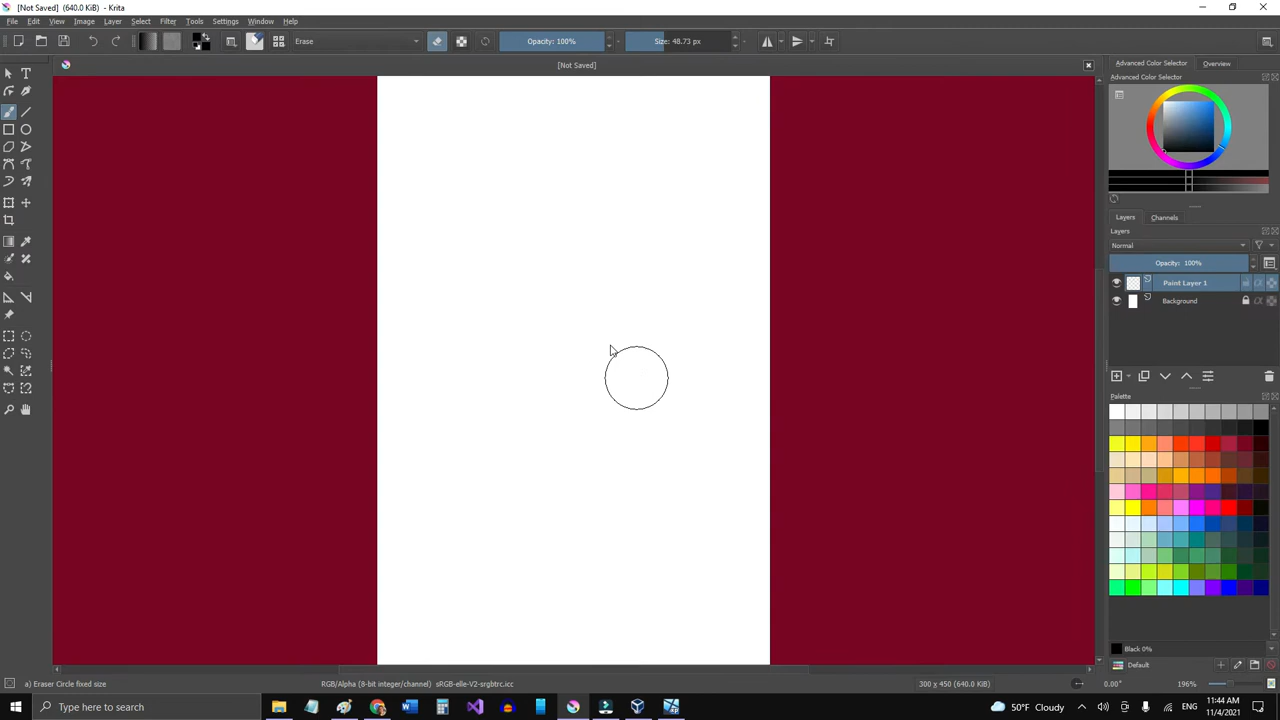 [Not Saved] (640.0 KiB) - Krita
File Edit View Image Layer Select Filter Tools Settings Window Help
Erase Opacity: 100% Size: 48.73 px
[Not Saved]
Advanced Color Selector Overview
Advanced Color Selector
Layers Channels
Layers
Normal
Opacity: 100%
Paint Layer 1
Background
Palette
Black 0%
Default
a) Eraser Circle fixed size RGB/Alpha (8-bit integer/channel) sRGB-elle-V2-srgbtrc.icc 300 x 450 (640.0 KiB) 0.00° 196%
Type here to search 50°F Cloudy 11:44 AM
11/4/2021